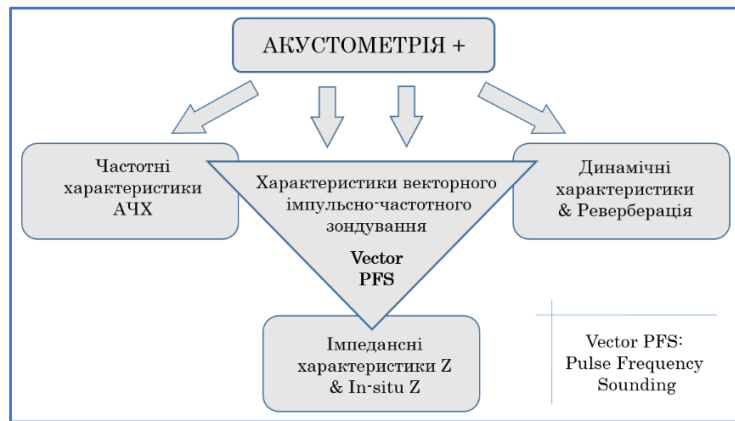 АКУСТОМЕТРІЯ +
Частотні
характеристики
АЧХ
Характеристики векторного
імпульсно-частотного
зондування
Vector
PFS
Динамічні
характеристики
& Реверберація
Імпедансні
характеристики Z
& In-situ Z
Vector PFS:
Pulse Frequency
Sounding